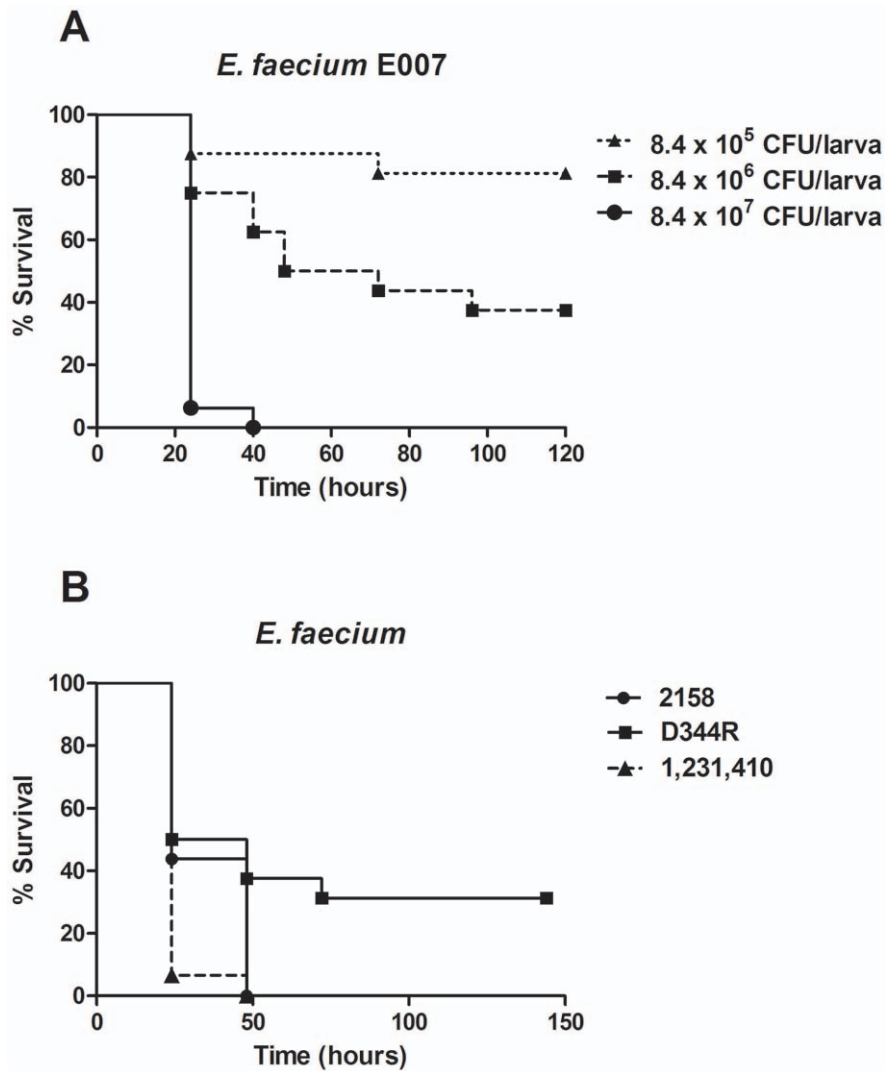 A
E. faecium E007
100
80
60
40
20
0
% Survival
0 20 40 60 80 100 120
Time (hours)
8.4 x 10⁵ CFU/larva
8.4 x 10⁶ CFU/larva
8.4 x 10⁷ CFU/larva
B
E. faecium
100
80
60
40
20
0
% Survival
0 50 100 150
Time (hours)
2158
D344R
1,231,410